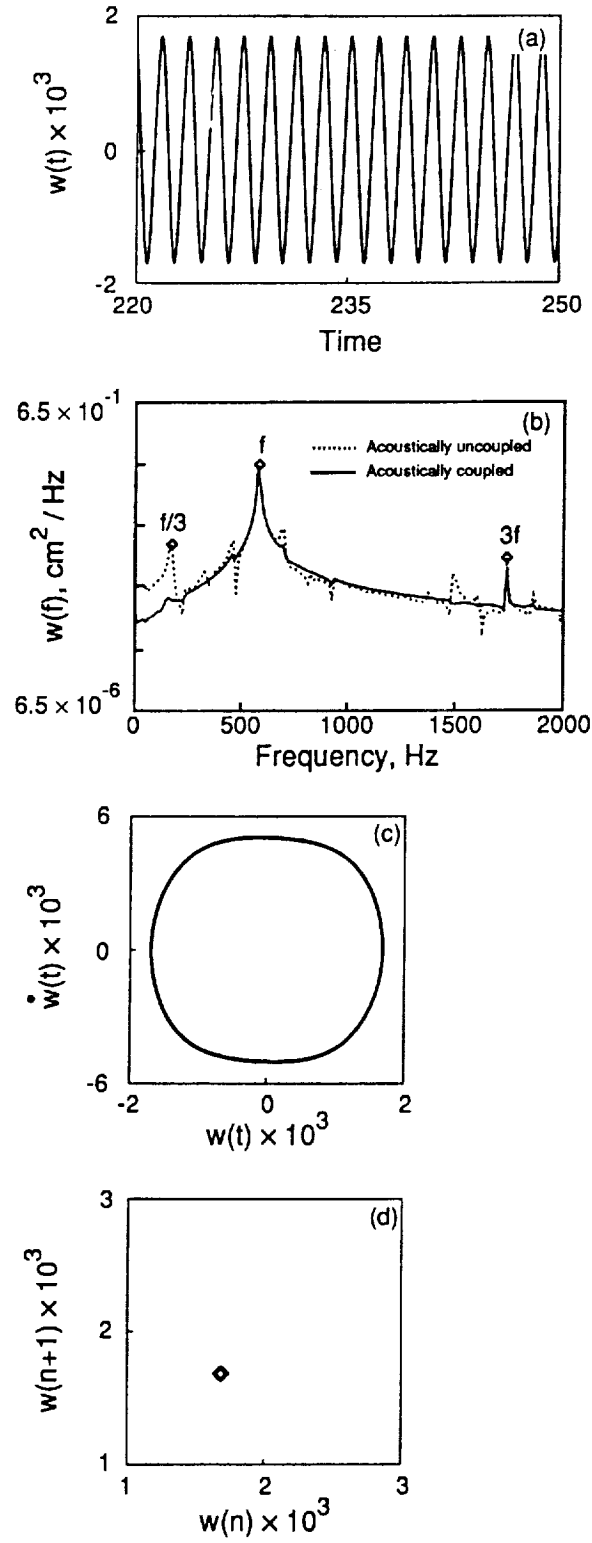 (a)
w(t) × 10³
2
0
-2
220
235
250
Time
(b)
w(f), cm² / Hz
6.5 × 10⁻¹
6.5 × 10⁻⁶
f/3
f
3f
Acoustically uncoupled
Acoustically coupled
0
500
1000
1500
2000
Frequency, Hz
(c)
ẇ(t) × 10³
6
0
-6
-2
0
2
w(t) × 10³
(d)
w(n+1) × 10³
3
2
1
1
2
3
w(n) × 10³